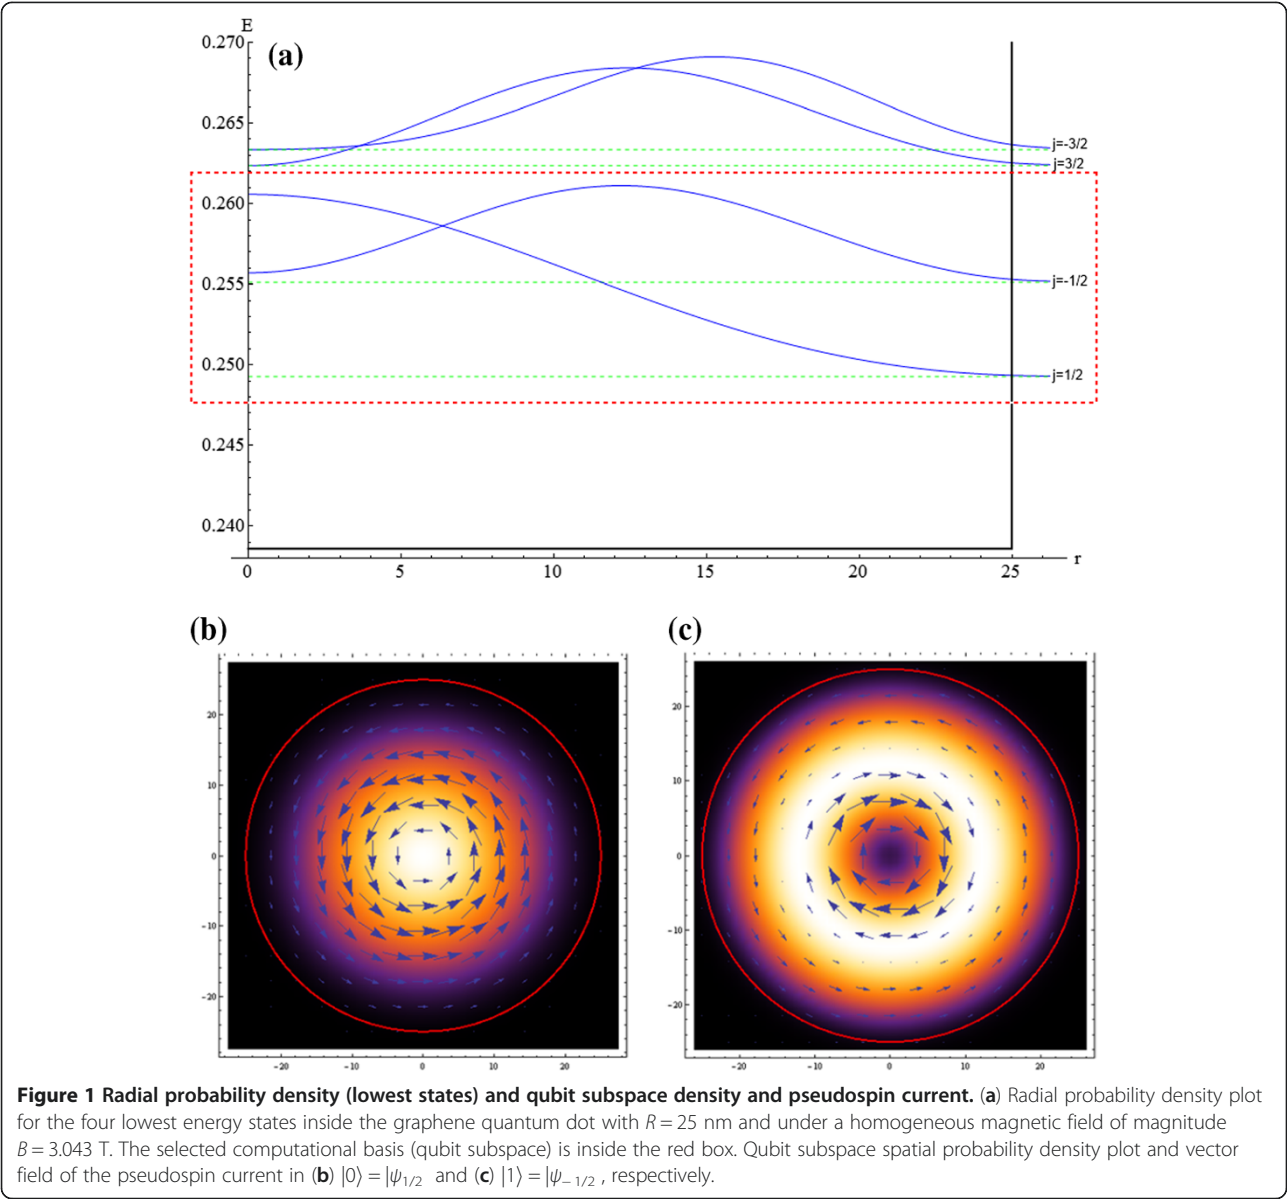 E
(a)
0.270
0.265
0.260
0.255
0.250
0.245
0.240
j=-3/2
j=3/2
j=-1/2
j=1/2
0 5 10 15 20 25
r
(b)
(c)
20
10
0
-10
-20
-20 -10 0 10 20
20
10
0
-10
-20
-20 -10 0 10 20
Figure 1 Radial probability density (lowest states) and qubit subspace density and pseudospin current. (a) Radial probability density plot
for the four lowest energy states inside the graphene quantum dot with R = 25 nm and under a homogeneous magnetic field of magnitude
B = 3.043 T. The selected computational basis (qubit subspace) is inside the red box. Qubit subspace spatial probability density plot and vector
field of the pseudospin current in (b) |0⟩ = |ψ1/2 and (c) |1⟩ = |ψ− 1/2 , respectively.